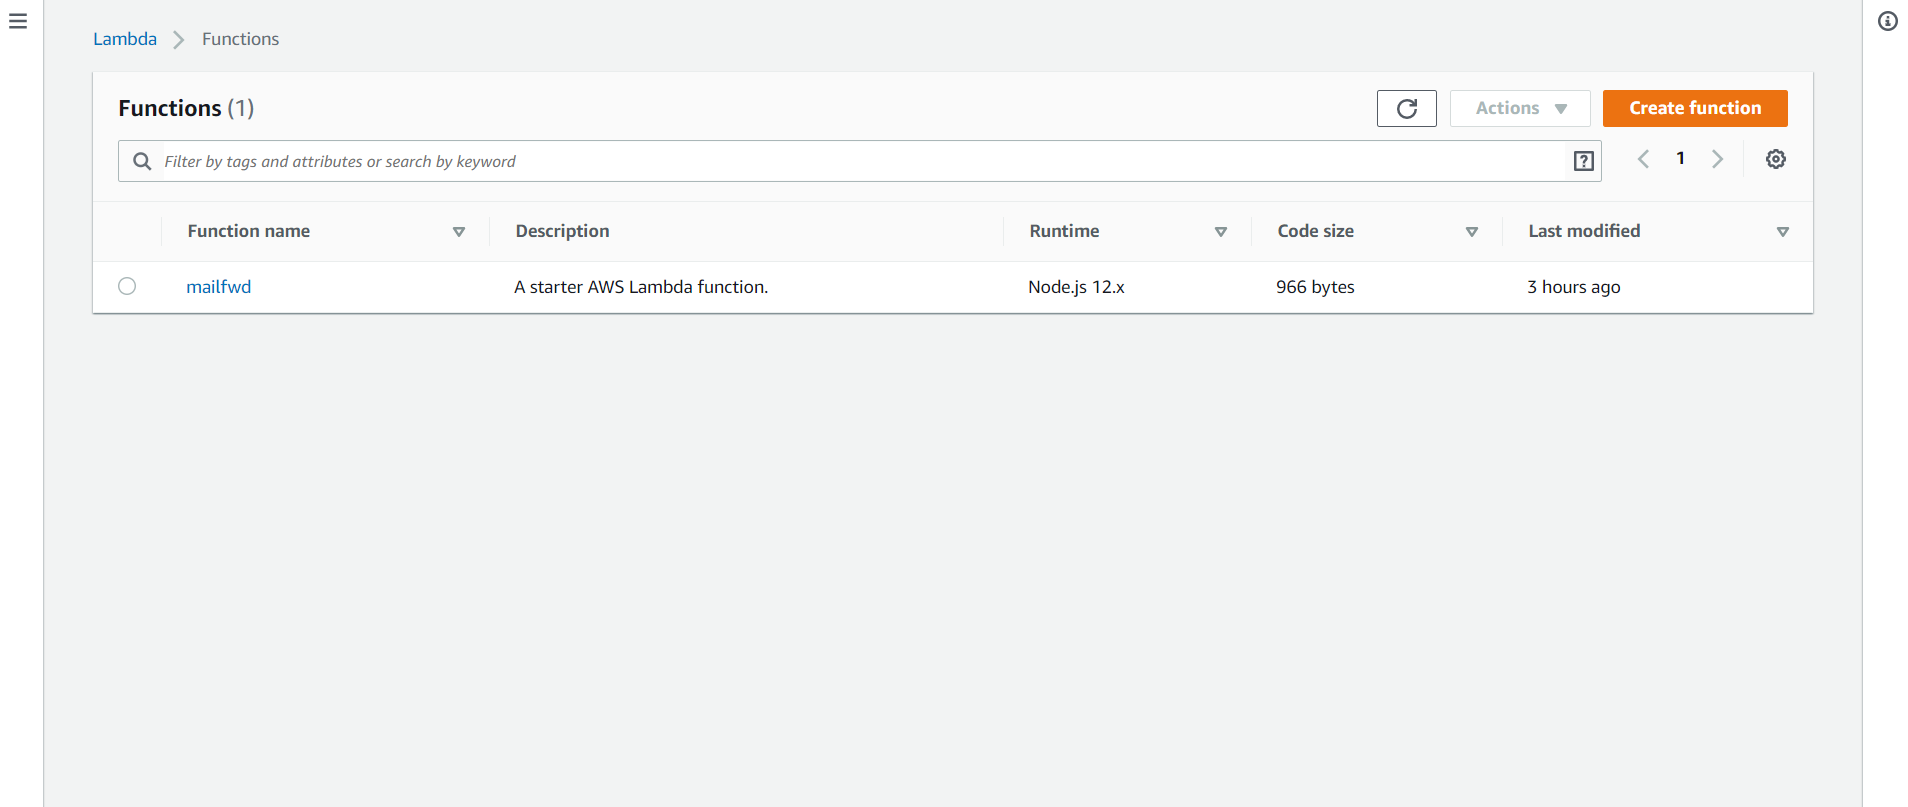 Lambda > Functions
Functions (1)
Actions
Create function
Filter by tags and attributes or search by keyword
1
Function name Description Runtime Code size Last modified
mailfwd A starter AWS Lambda function. Node.js 12.x 966 bytes 3 hours ago